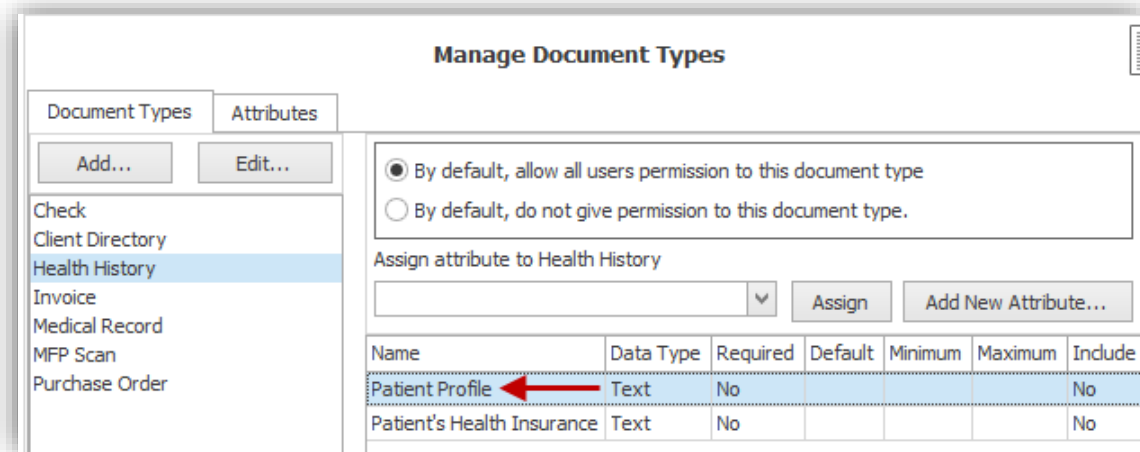 Manage Document Types
Document Types Attributes
Add... Edit...
Check
Client Directory
Health History
Invoice
Medical Record
MFP Scan
Purchase Order
By default, allow all users permission to this document type
By default, do not give permission to this document type.
Assign attribute to Health History
Assign Add New Attribute...
Name Data Type Required Default Minimum Maximum Include
Patient Profile Text No No
Patient's Health Insurance Text No No